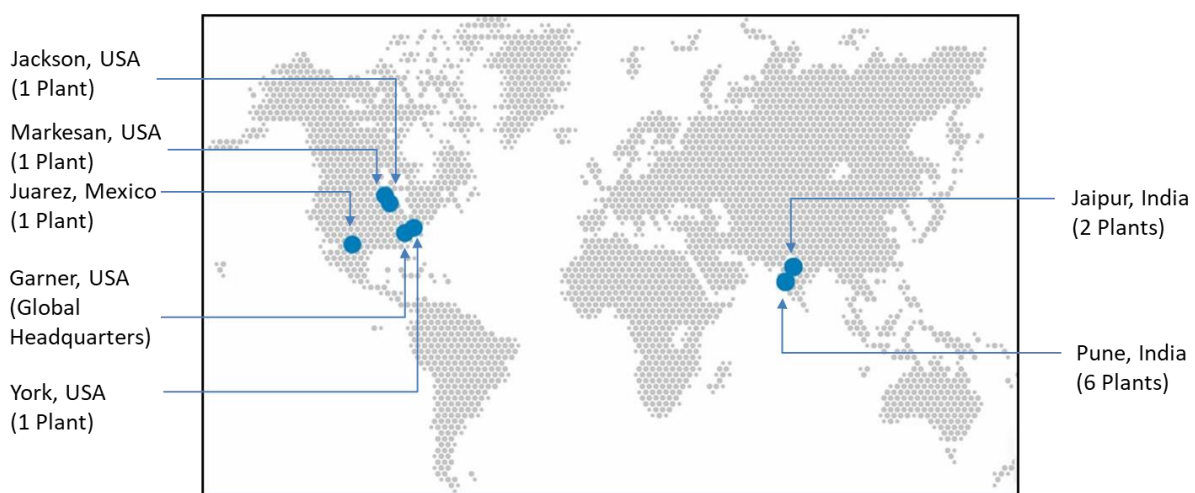 Jackson, USA
(1 Plant)
Markesan, USA
(1 Plant)
Juarez, Mexico
(1 Plant)
Garner, USA
(Global
Headquarters)
York, USA
(1 Plant)
Jaipur, India
(2 Plants)
Pune, India
(6 Plants)